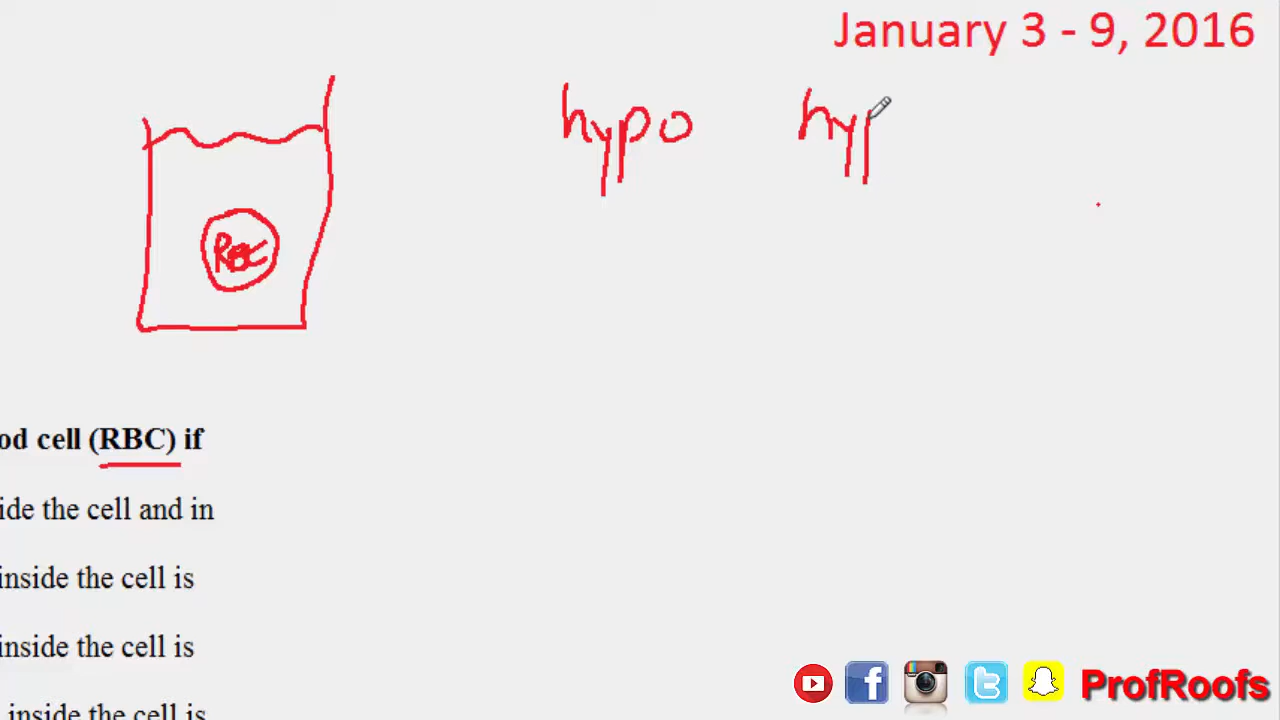 January 3 - 9, 2016
hypo hyp
RBC
od cell (RBC) if
ide the cell and in
inside the cell is
inside the cell is
inside the cell is
ProfRoofs